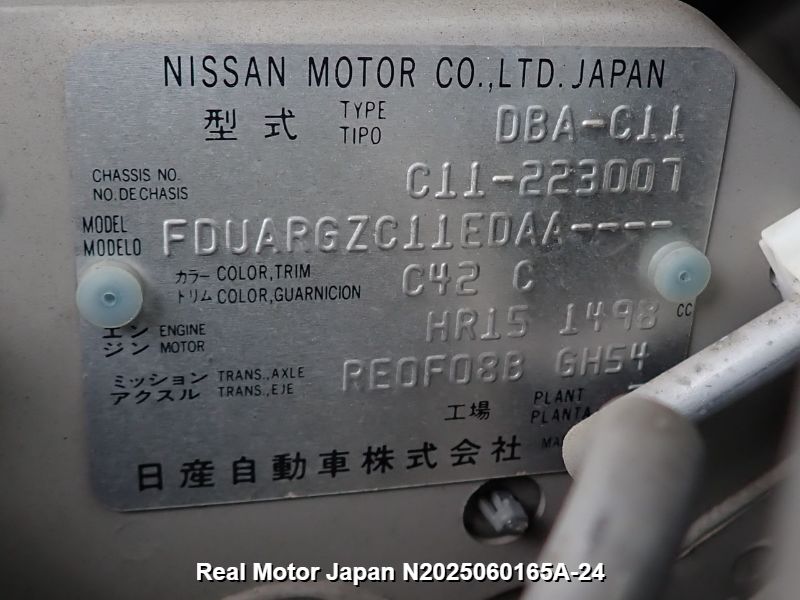 NISSAN MOTOR CO.,LTD. JAPAN
型式 TYPE TIPO DBA-C11
CHASSIS NO.
NO. DE CHASIS
C11-223007
MODEL
MODELO
FDUARGZC11EDAA----
カラー COLOR,TRIM
トリム COLOR,GUARNICION
C42 C
エン ENGINE
ジン MOTOR
HR15 1498 CC
ミッション TRANS.,AXLE
アクスル TRANS.,EJE
RE0F08B GH54
工場 PLANT
PLANTA
日産自動車株式会社
Real Motor Japan N2025060165A-24